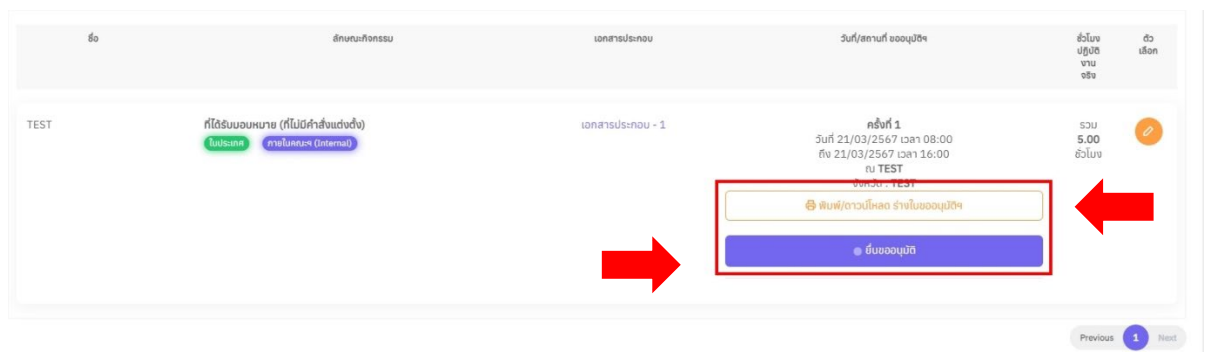 ชื่อ
ลักษณะกิจกรรม
เอกสารประกอบ
วันที่/สถานที่ ขออนุมัติฯ
ชั่วโมง
ปฏิบัติ
งาน
จริง
ตัว
เลือก
TEST
ที่ได้รับมอบหมาย (ที่ไม่มีคำสั่งแต่งตั้ง)
ในประเทศ ภายในคณะฯ (Internal)
เอกสารประกอบ - 1
ครั้งที่ 1
วันที่ 21/03/2567 เวลา 08:00
ถึง 21/03/2567 เวลา 16:00
ณ TEST
จังหวัด : TEST
พิมพ์/ดาวน์โหลด ร่างใบขออนุมัติฯ
ยื่นขออนุมัติ
รวม
5.00
ชั่วโมง
Previous 1 Next